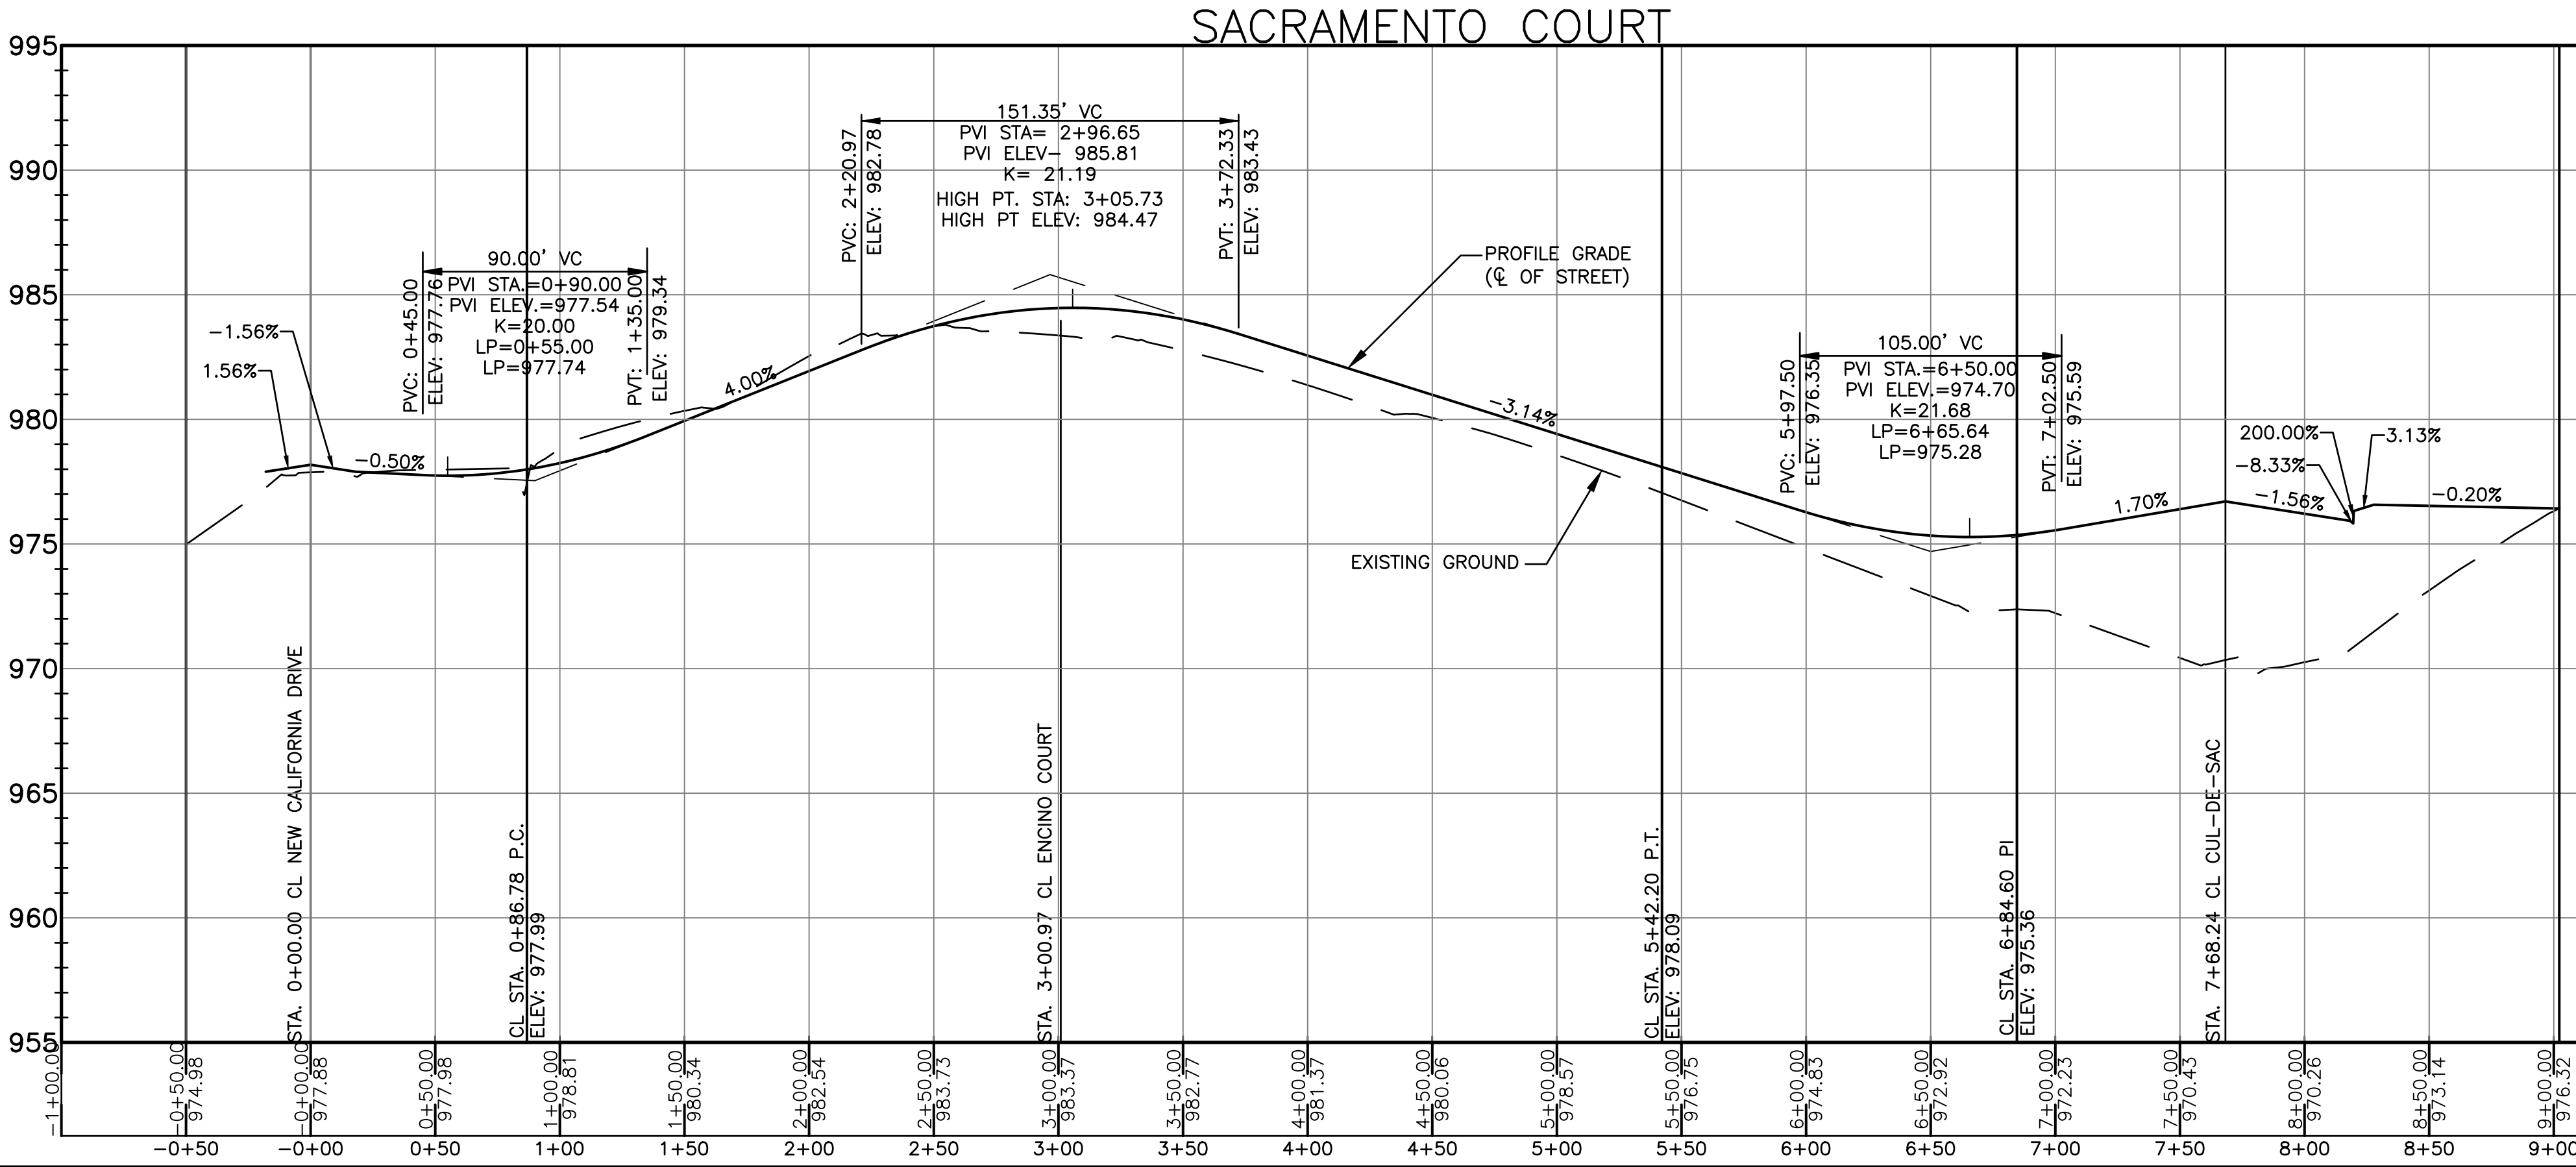 SACRAMENTO COURT
995
990
985
980
975
970
965
960
955
1.56%
-1.56%
-0.50%
PVC: 0+45.00
ELEV: 977.76
90.00' VC
PVI STA.=0+90.00
PVI ELEV.=977.54
K=20.00
LP=0+55.00
LP=977.74
PVT: 1+35.00
ELEV: 979.34
4.00%
PVC: 2+20.97
ELEV: 982.78
151.35' VC
PVI STA= 2+96.65
PVI ELEV- 985.81
K= 21.19
HIGH PT. STA: 3+05.73
HIGH PT ELEV: 984.47
PVT: 3+72.33
ELEV: 983.43
PROFILE GRADE
(℄ OF STREET)
-3.14%
EXISTING GROUND
PVC: 5+97.50
ELEV: 976.35
105.00' VC
PVI STA.=6+50.00
PVI ELEV.=974.70
K=21.68
LP=6+65.64
LP=975.28
PVT: 7+02.50
ELEV: 975.59
1.70%
-1.56%
200.00%
-8.33%
3.13%
-0.20%
STA. 0+00.00 CL NEW CALIFORNIA DRIVE
CL STA. 0+86.78 P.C.
ELEV: 977.99
STA. 3+00.97 CL ENCINO COURT
CL STA. 5+42.20 P.T.
ELEV: 978.09
CL STA. 6+84.60 PI
ELEV: 975.36
STA. 7+68.24 CL CUL-DE-SAC
-1+00.00
-0+50.00
974.98
-0+00.00
977.88
0+50.00
977.98
1+00.00
978.81
1+50.00
980.34
2+00.00
982.54
2+50.00
983.73
3+00.00
983.37
3+50.00
982.77
4+00.00
981.37
4+50.00
980.06
5+00.00
978.57
5+50.00
976.75
6+00.00
974.83
6+50.00
972.92
7+00.00
972.23
7+50.00
970.43
8+00.00
970.26
8+50.00
973.14
9+00.00
976.32
-0+50
-0+00
0+50
1+00
1+50
2+00
2+50
3+00
3+50
4+00
4+50
5+00
5+50
6+00
6+50
7+00
7+50
8+00
8+50
9+00